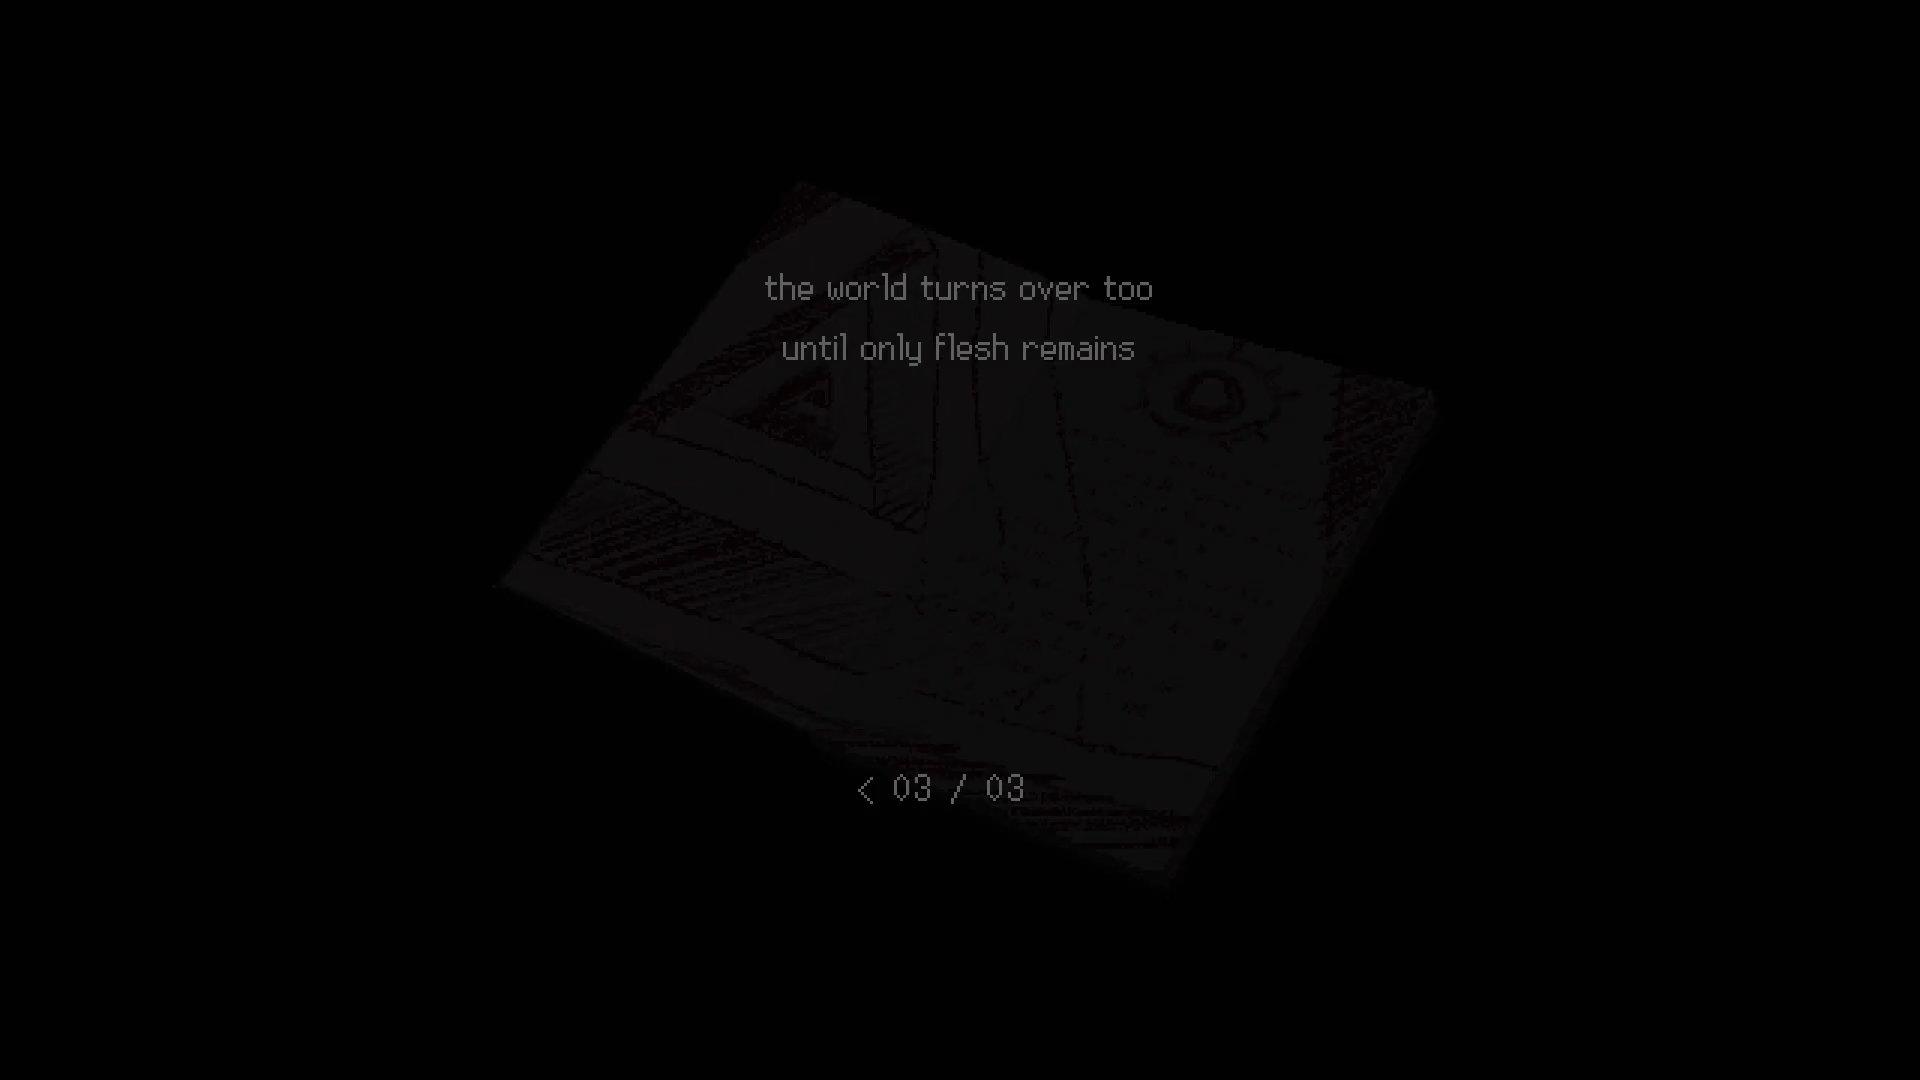 the world turns over too
until only flesh remains
< 03 / 03